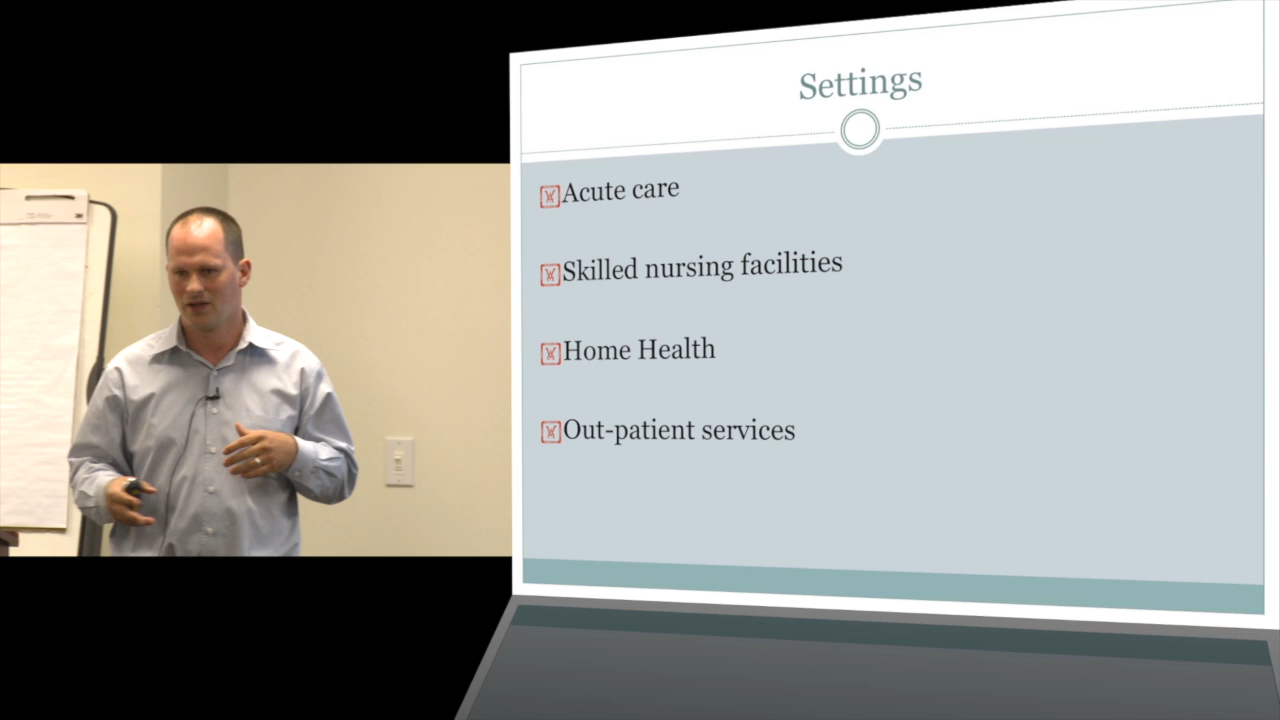 Settings
Acute care
Skilled nursing facilities
Home Health
Out-patient services